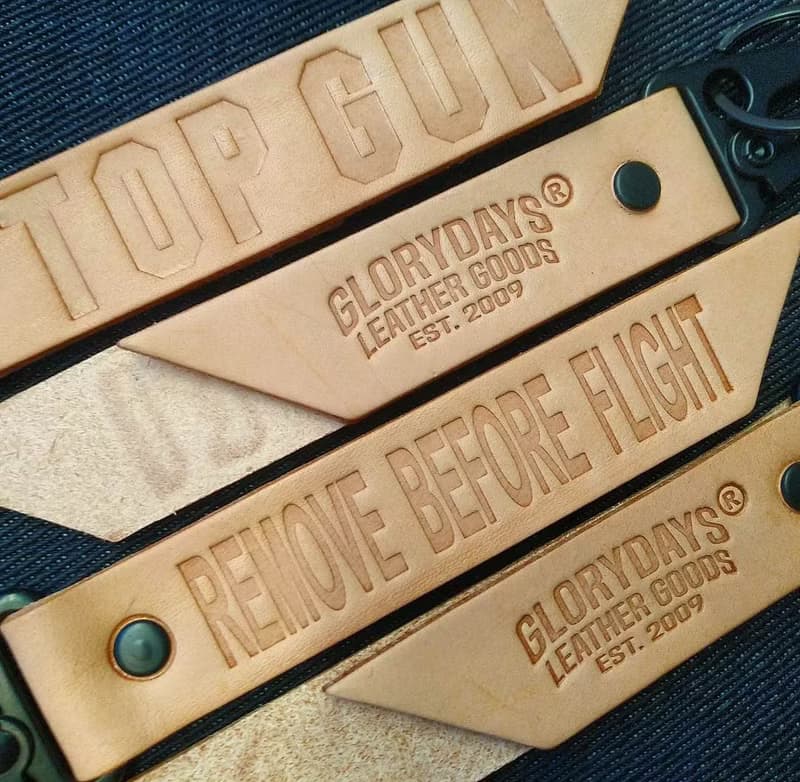 TOP GUN
GLORYDAYS®
LEATHER GOODS
EST. 2009
REMOVE BEFORE FLIGHT
GLORYDAYS®
LEATHER GOODS
EST. 2009